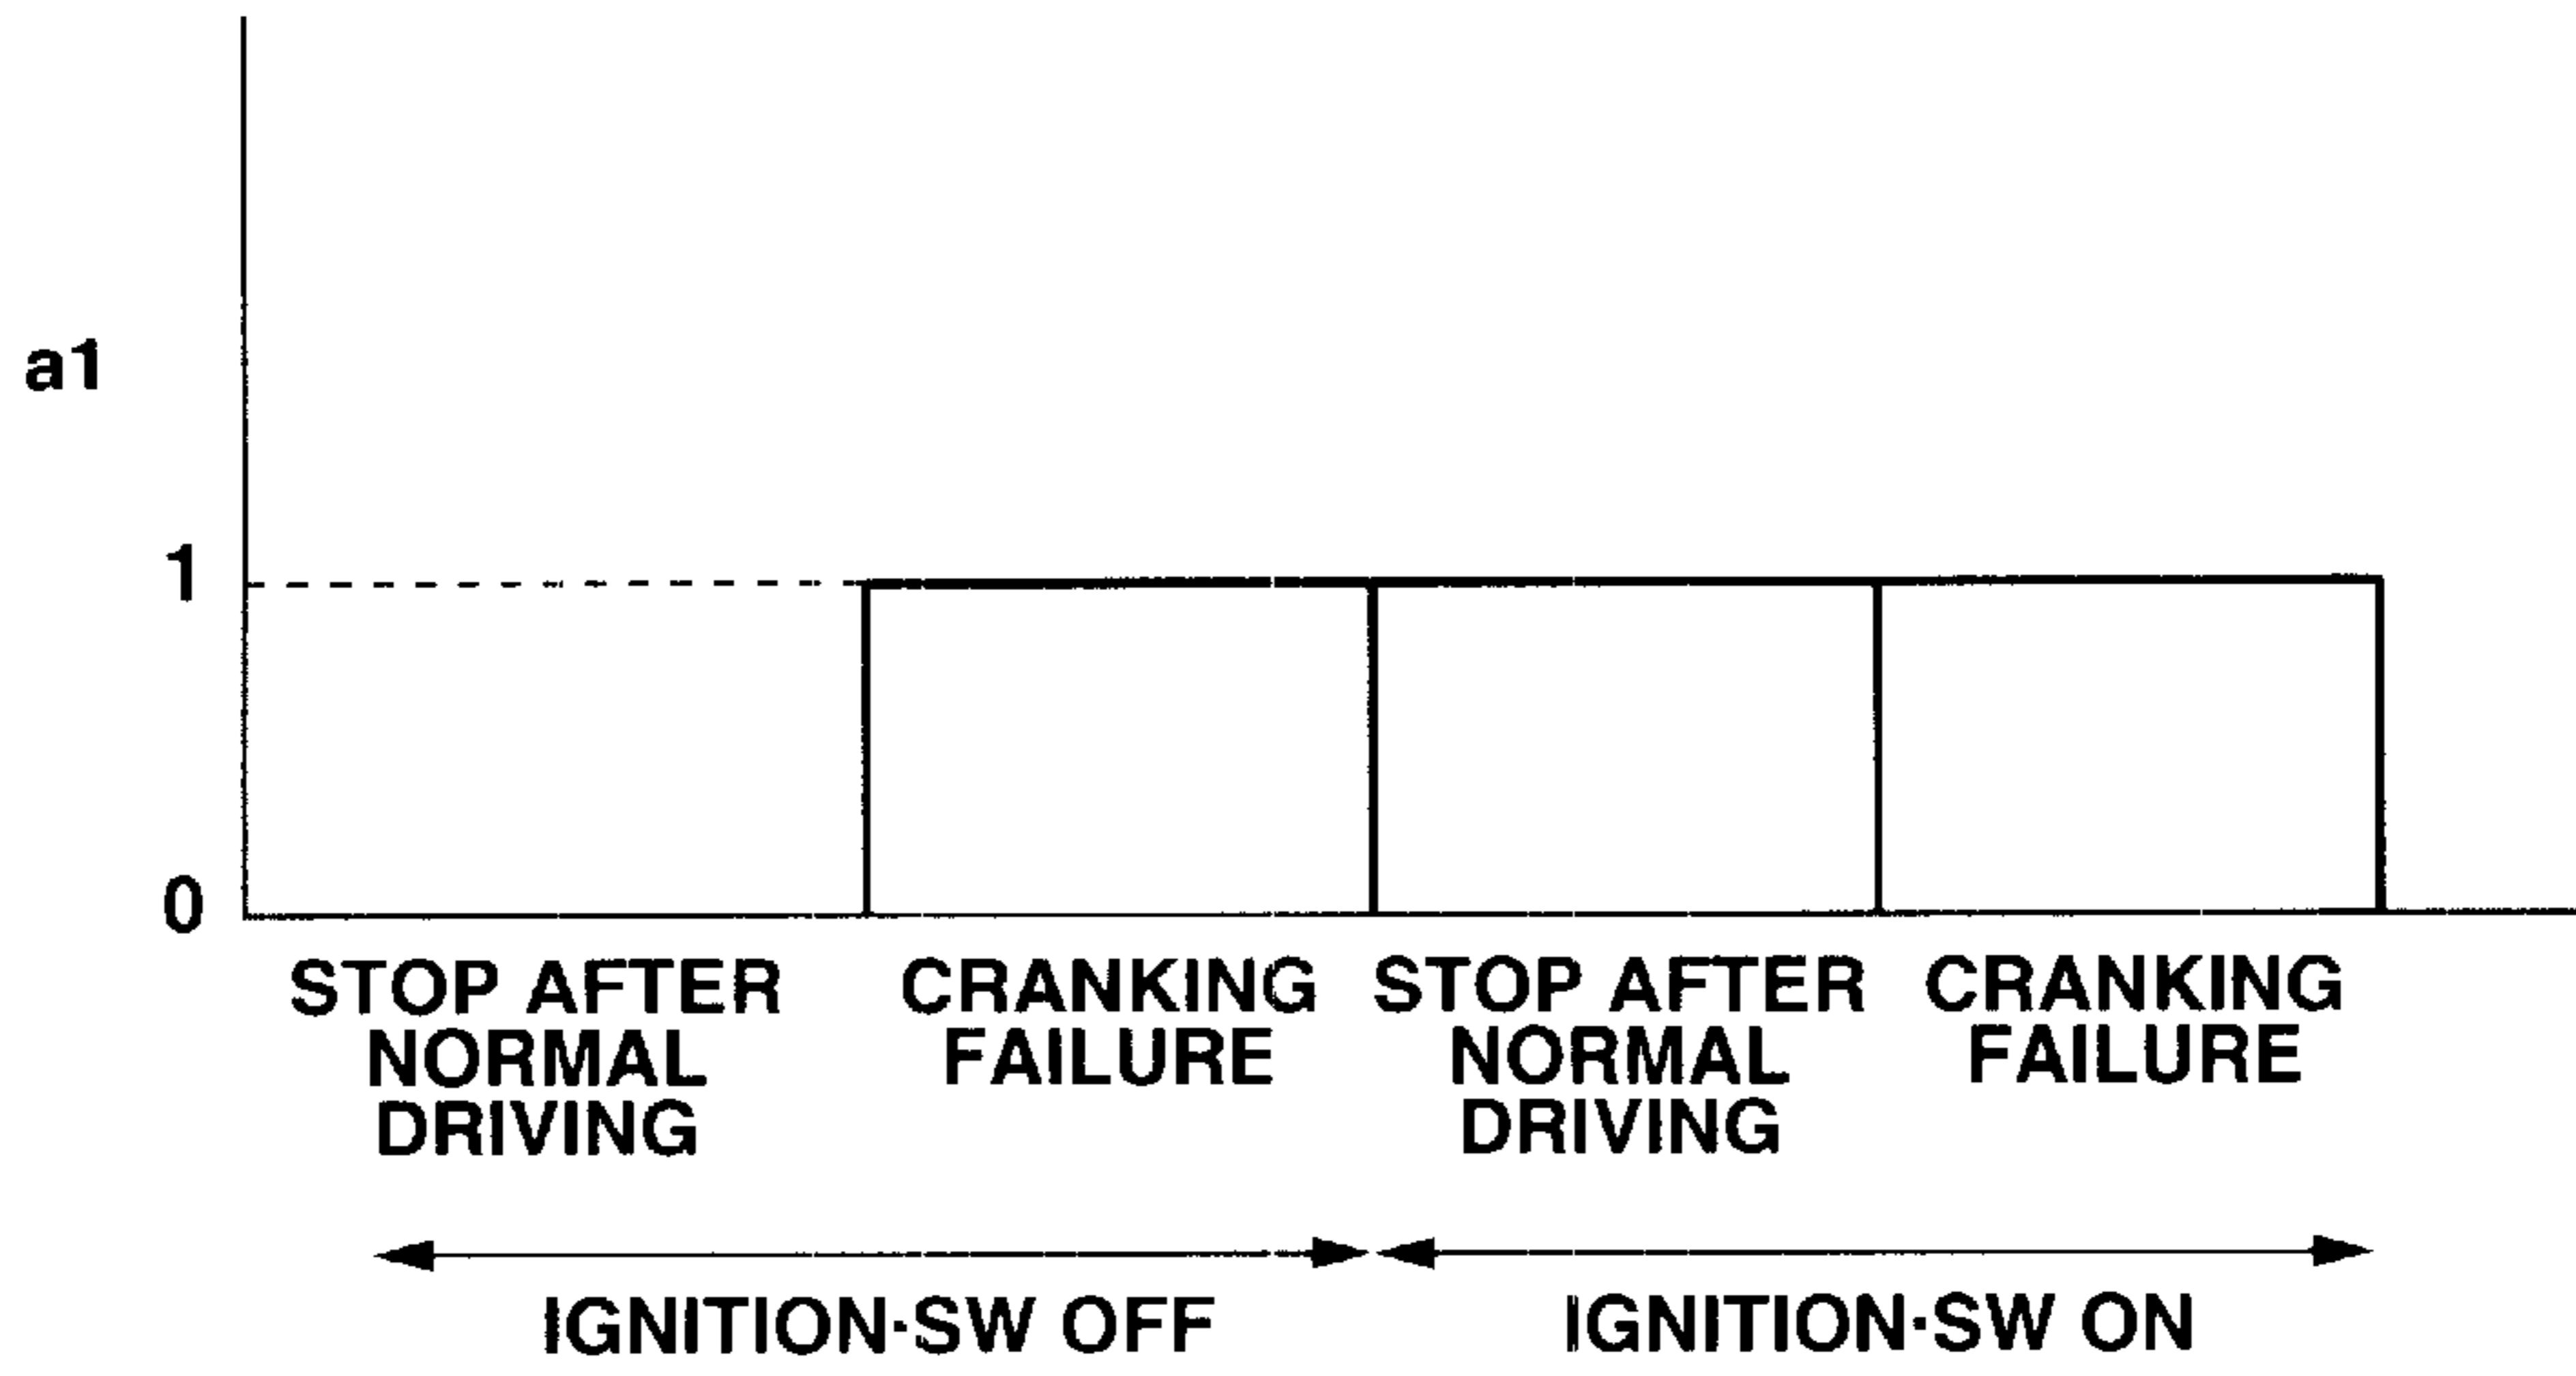 a1
1
0
STOP AFTER
NORMAL
DRIVING
CRANKING
FAILURE
STOP AFTER
NORMAL
DRIVING
CRANKING
FAILURE
IGNITION·SW OFF
IGNITION·SW ON